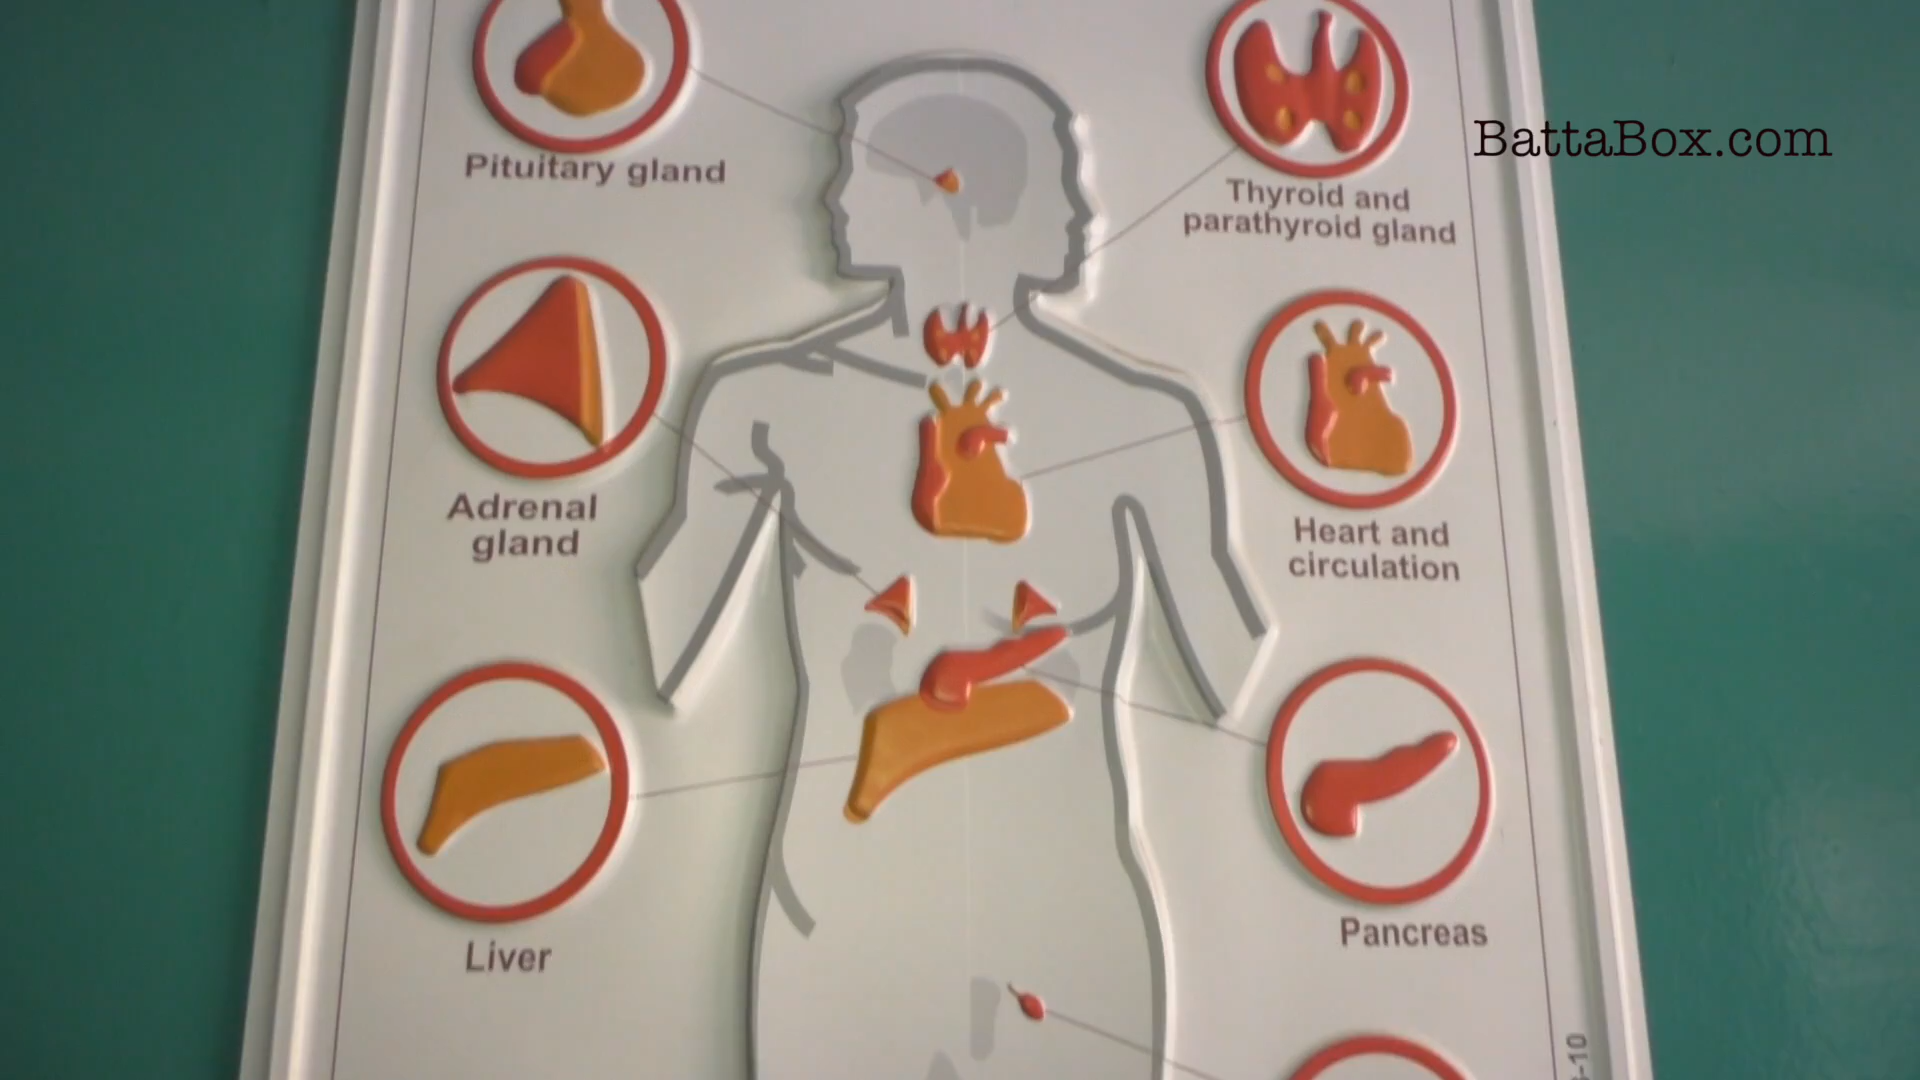 BattaBox.com
Pituitary gland
Thyroid and
parathyroid gland
Adrenal
gland
Heart and
circulation
Liver
Pancreas